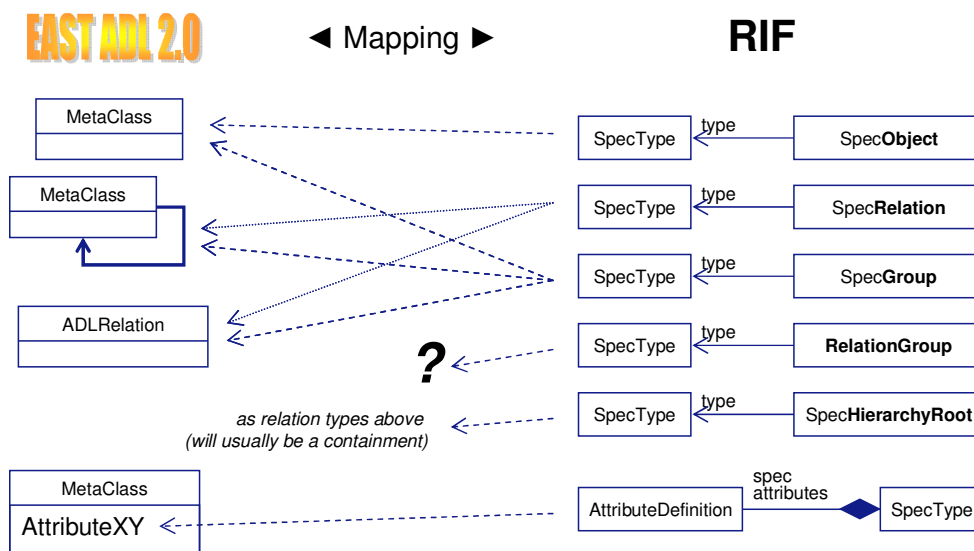 EAST ADL 2.0
◄ Mapping ►
RIF
MetaClass
SpecType
type
SpecObject
MetaClass
SpecType
type
SpecRelation
SpecType
type
SpecGroup
ADLRelation
?
SpecType
type
RelationGroup
as relation types above
(will usually be a containment)
SpecType
type
SpecHierarchyRoot
MetaClass
AttributeXY
AttributeDefinition
spec
attributes
SpecType